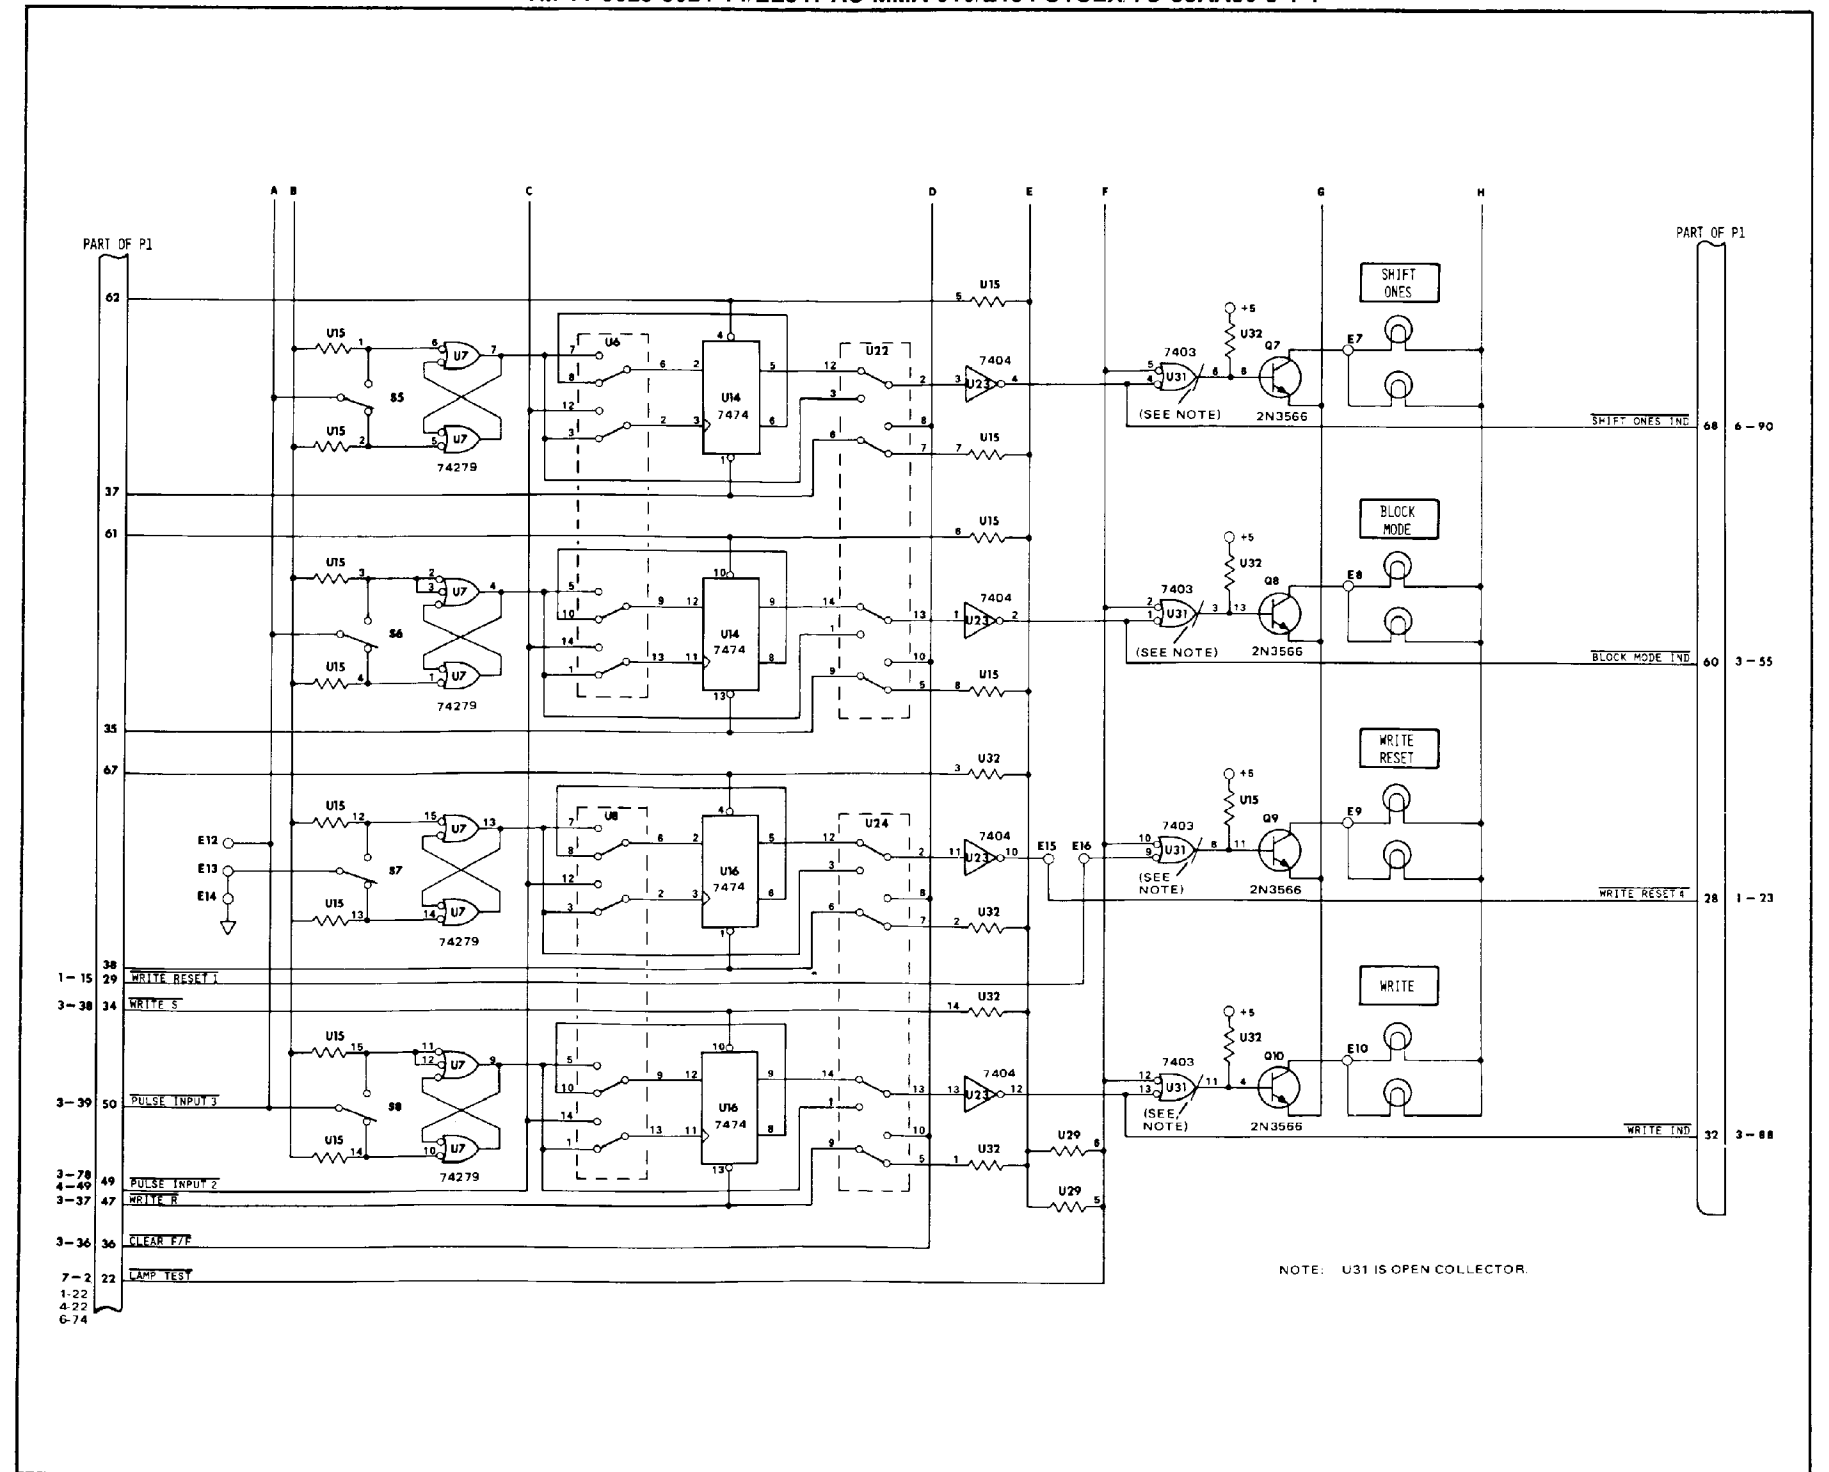 A B C D E F G H
PART OF P1
PART OF P1
SHIFT
ONES
62
5 U15
+5
U32
E7
U15 1
6 U7 7
U6
7
8
6 2
4
U14
7474
5
6
12 U22
3
2
7404
3 U23 4
7403
5
4 U31 6 8
Q7
2N3566
(SEE NOTE)
S5
12
3
2 3
1
8
SHIFT ONES IND 68 6-90
U15 2
5 U7
74279
6
7 7 U15
37
BLOCK
MODE
61
6 U15
+5
U32
E8
U15 3
2
3 U7 4
5
10
9 12
10
U14
7474
9
8
14
1
13
7404
1 U23 2
7403
2
1 U31 3 13
Q8
2N3566
(SEE NOTE)
S6
14
1
13 11
13
10
BLOCK MODE IND 60 3-55
U15 4
1 U7
74279
9
5 8 U15
35
WRITE
RESET
67
3 U32
+5
U15
E9
U15 12
15 U7 13
U8
7
8
6 2
4
U16
7474
5
6
12 U24
3
2
7404
11 U23 10
E15 E16
7403
10
9 U31 8 11
Q9
2N3566
(SEE
NOTE)
E12
E13
E14
S7
12
3
2 3
1
8
WRITE RESET 4 28 1-23
U15 13
14 U7
74279
6
7 2 U32
38
1-15 29 WRITE RESET 1
WRITE
3-38 34 WRITE S
14 U32
+5
U32
E10
U15 15
11
12 U7 9
5
10
9 12
10
U16
7474
9
8
14
1
13
7404
13 U23 12
7403
12
13 U31 11 4
Q10
2N3566
(SEE
NOTE)
3-39 50 PULSE INPUT 3
S8
14
1
13 11
13
10
WRITE IND 32 3-88
U15 14
10 U7
74279
9
5 1 U32
U29 6
3-78
4-49 49 PULSE INPUT 2
3-37 47 WRITE R
U29 5
3-36 36 CLEAR F/F
7-2 22 LAMP TEST
1-22
4-22
6-74
NOTE: U31 IS OPEN COLLECTOR.